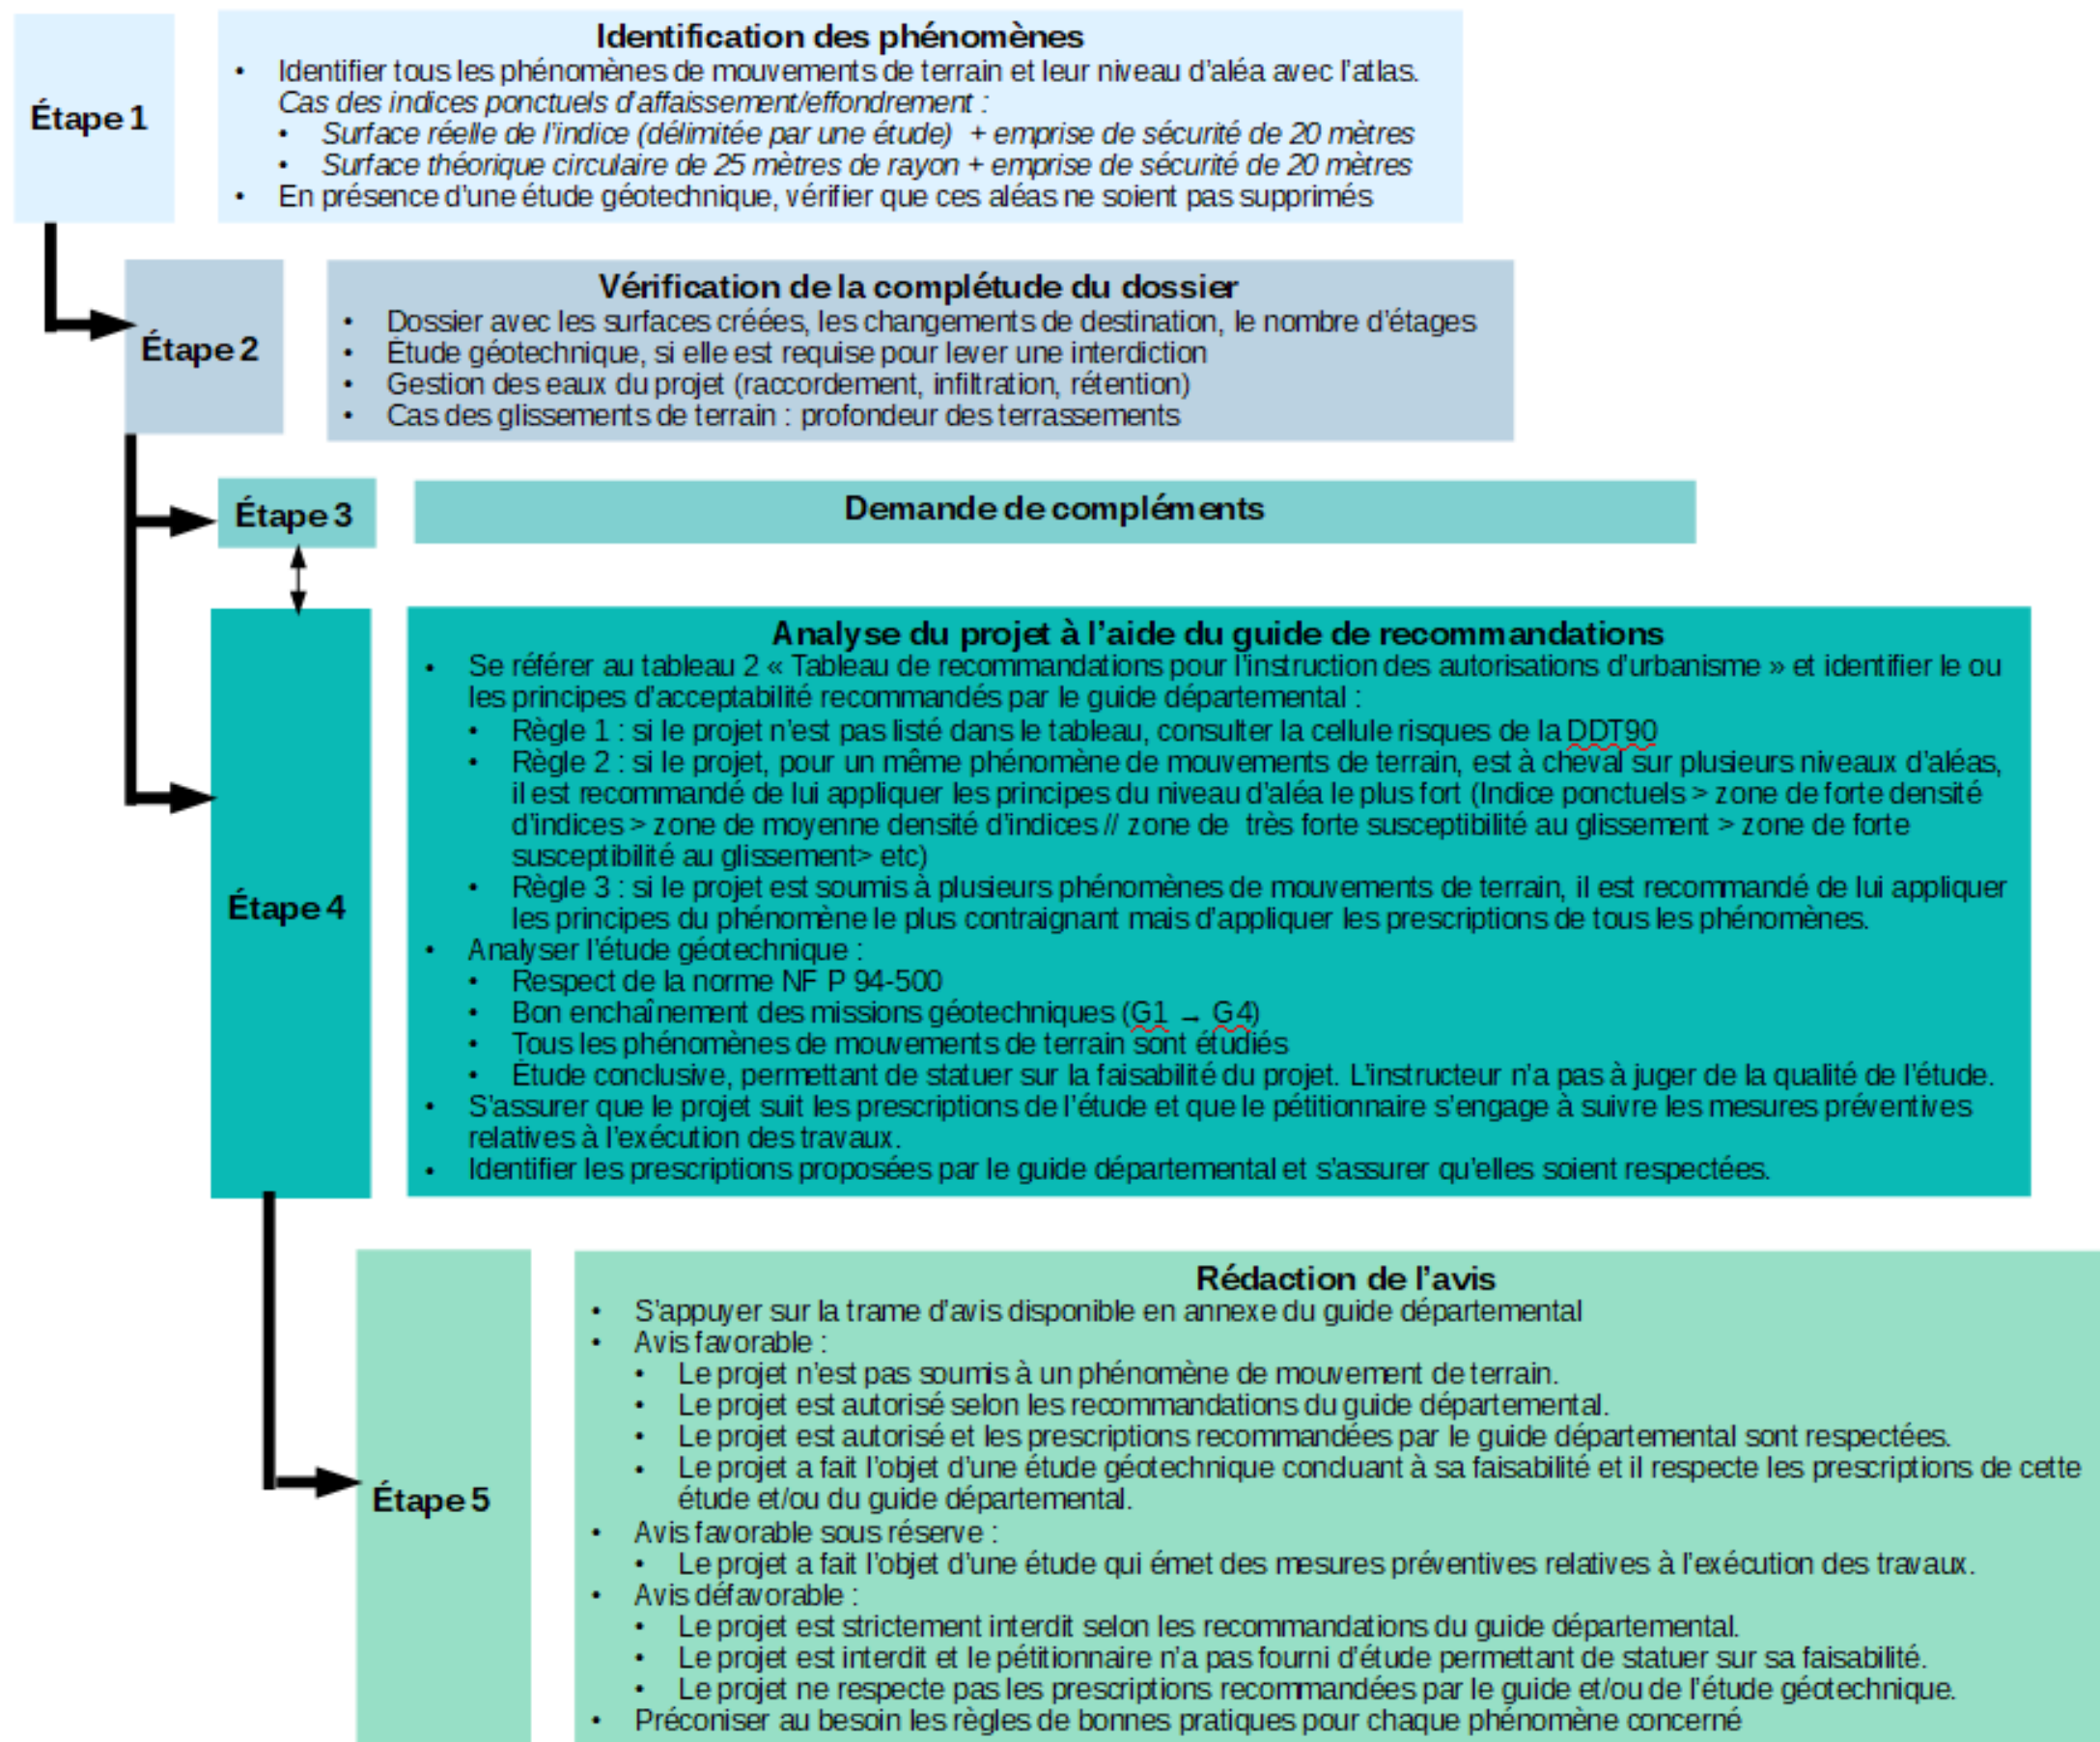 Étape 1
Identification des phénomènes
• Identifier tous les phénomènes de mouvements de terrain et leur niveau d'aléa avec l'atlas.
Cas des indices ponctuels d'affaissement/effondrement :
• Surface réelle de l'indice (délimitée par une étude) + emprise de sécurité de 20 mètres
• Surface théorique circulaire de 25 mètres de rayon + emprise de sécurité de 20 mètres
• En présence d'une étude géotechnique, vérifier que ces aléas ne soient pas supprimés
Étape 2
Vérification de la complétude du dossier
• Dossier avec les surfaces créées, les changements de destination, le nombre d'étages
• Étude géotechnique, si elle est requise pour lever une interdiction
• Gestion des eaux du projet (raccordement, infiltration, rétention)
• Cas des glissements de terrain : profondeur des terrassements
Étape 3
Demande de compléments
Étape 4
Analyse du projet à l'aide du guide de recommandations
• Se référer au tableau 2 « Tableau de recommandations pour l'instruction des autorisations d'urbanisme » et identifier le ou
les principes d'acceptabilité recommandés par le guide départemental :
• Règle 1 : si le projet n'est pas listé dans le tableau, consulter la cellule risques de la DDT90
• Règle 2 : si le projet, pour un même phénomène de mouvements de terrain, est à cheval sur plusieurs niveaux d'aléas,
il est recommandé de lui appliquer les principes du niveau d'aléa le plus fort (Indice ponctuels > zone de forte densité
d'indices > zone de moyenne densité d'indices // zone de très forte susceptibilité au glissement > zone de forte
susceptibilité au glissement> etc)
• Règle 3 : si le projet est soumis à plusieurs phénomènes de mouvements de terrain, il est recommandé de lui appliquer
les principes du phénomène le plus contraignant mais d'appliquer les prescriptions de tous les phénomènes.
• Analyser l'étude géotechnique :
• Respect de la norme NF P 94-500
• Bon enchaînement des missions géotechniques (G1 → G4)
• Tous les phénomènes de mouvements de terrain sont étudiés
• Étude conclusive, permettant de statuer sur la faisabilité du projet. L'instructeur n'a pas à juger de la qualité de l'étude.
• S'assurer que le projet suit les prescriptions de l'étude et que le pétitionnaire s'engage à suivre les mesures préventives
relatives à l'exécution des travaux.
• Identifier les prescriptions proposées par le guide départemental et s'assurer qu'elles soient respectées.
Étape 5
Rédaction de l'avis
• S'appuyer sur la trame d'avis disponible en annexe du guide départemental
• Avis favorable :
• Le projet n'est pas soumis à un phénomène de mouvement de terrain.
• Le projet est autorisé selon les recommandations du guide départemental.
• Le projet est autorisé et les prescriptions recommandées par le guide départemental sont respectées.
• Le projet a fait l'objet d'une étude géotechnique concluant à sa faisabilité et il respecte les prescriptions de cette
étude et/ou du guide départemental.
• Avis favorable sous réserve :
• Le projet a fait l'objet d'une étude qui émet des mesures préventives relatives à l'exécution des travaux.
• Avis défavorable :
• Le projet est strictement interdit selon les recommandations du guide départemental.
• Le projet est interdit et le pétitionnaire n'a pas fourni d'étude permettant de statuer sur sa faisabilité.
• Le projet ne respecte pas les prescriptions recommandées par le guide et/ou de l'étude géotechnique.
• Préconiser au besoin les règles de bonnes pratiques pour chaque phénomène concerné